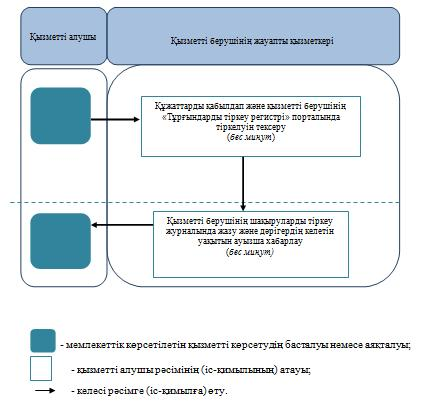 Қызметті алушы
Қызметті берушінің жауапты қызметкері
Құжаттарды қабылдап және қызметті берушінің
«Тұрғындарды тіркеу регистрі» порталында
тіркелуін тексеру
(бес минут)
Қызметті берушінің шақыруларды тіркеу
журналында жазу және дәрігердің келетін
уақытын ауызша хабарлау
(бес минут)
- мемлекеттік көрсетілетін қызметті көрсетудің басталуы немесе аяқталуы;
- қызметті алушы рәсімінің (іс-қимылының) атауы;
- келесі рәсімге (іс-қимылға) өту.